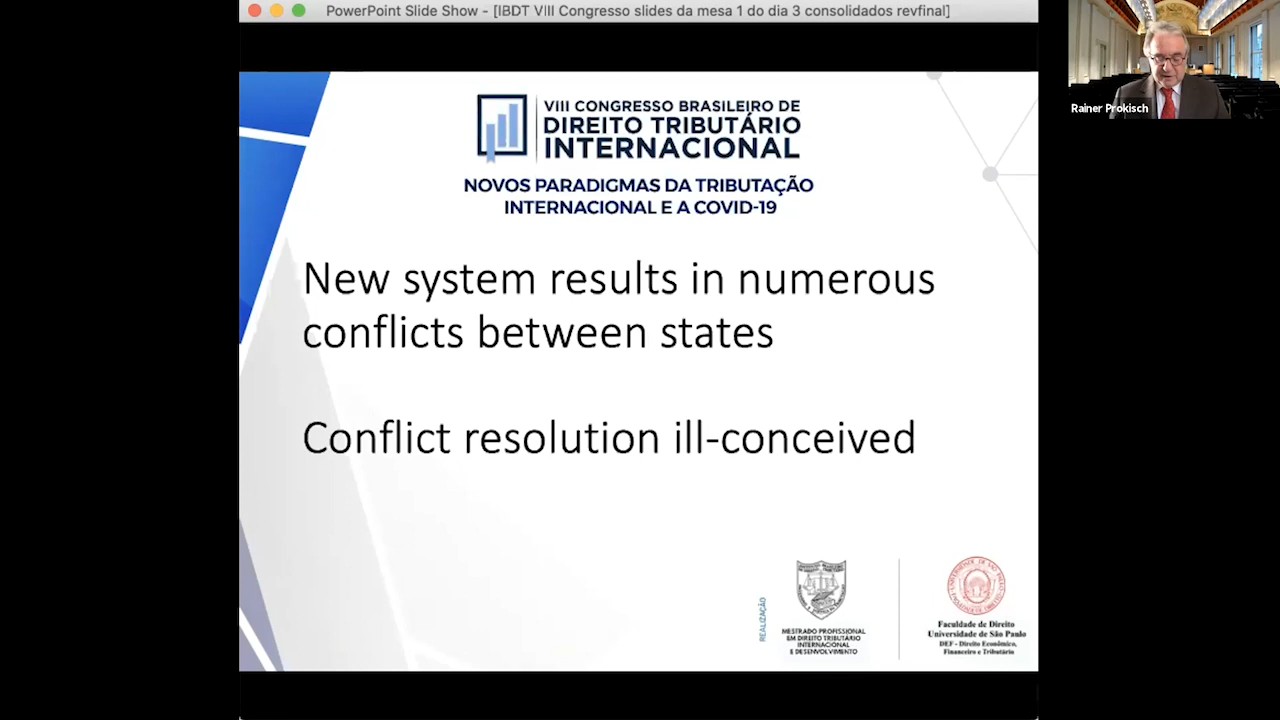 PowerPoint Slide Show - [IBDT VIII Congresso slides da mesa 1 do dia 3 consolidados revfinal]
Rainer Prokisch
VIII CONGRESSO BRASILEIRO DE
DIREITO TRIBUTÁRIO
INTERNACIONAL
NOVOS PARADIGMAS DA TRIBUTAÇÃO
INTERNACIONAL E A COVID-19
New system results in numerous
conflicts between states
Conflict resolution ill-conceived
REALIZAÇÃO
MESTRADO PROFISSIONAL
EM DIREITO TRIBUTÁRIO
INTERNACIONAL
E DESENVOLVIMENTO
Faculdade de Direito
Universidade de São Paulo
DEF - Direito Econômico,
Financeiro e Tributário